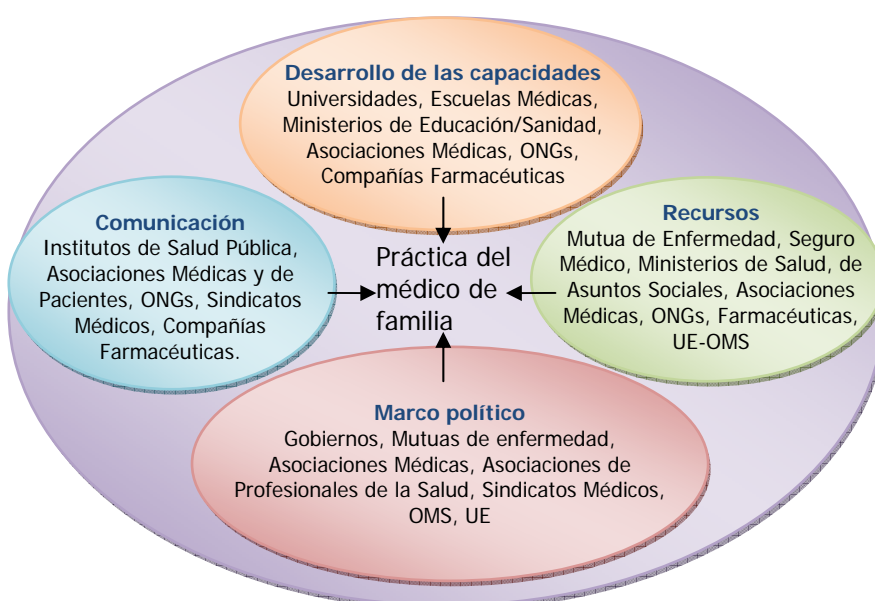 Desarrollo de las capacidades
Universidades, Escuelas Médicas,
Ministerios de Educación/Sanidad,
Asociaciones Médicas, ONGs,
Compañías Farmacéuticas
Comunicación
Institutos de Salud Pública,
Asociaciones Médicas y de
Pacientes, ONGs, Sindicatos
Médicos, Compañías
Farmacéuticas.
Práctica del
médico de
familia
Recursos
Mutua de Enfermedad, Seguro
Médico, Ministerios de Salud, de
Asuntos Sociales, Asociaciones
Médicas, ONGs, Farmacéuticas,
UE-OMS
Marco político
Gobiernos, Mutuas de enfermedad,
Asociaciones Médicas, Asociaciones de
Profesionales de la Salud, Sindicatos Médicos,
OMS, UE